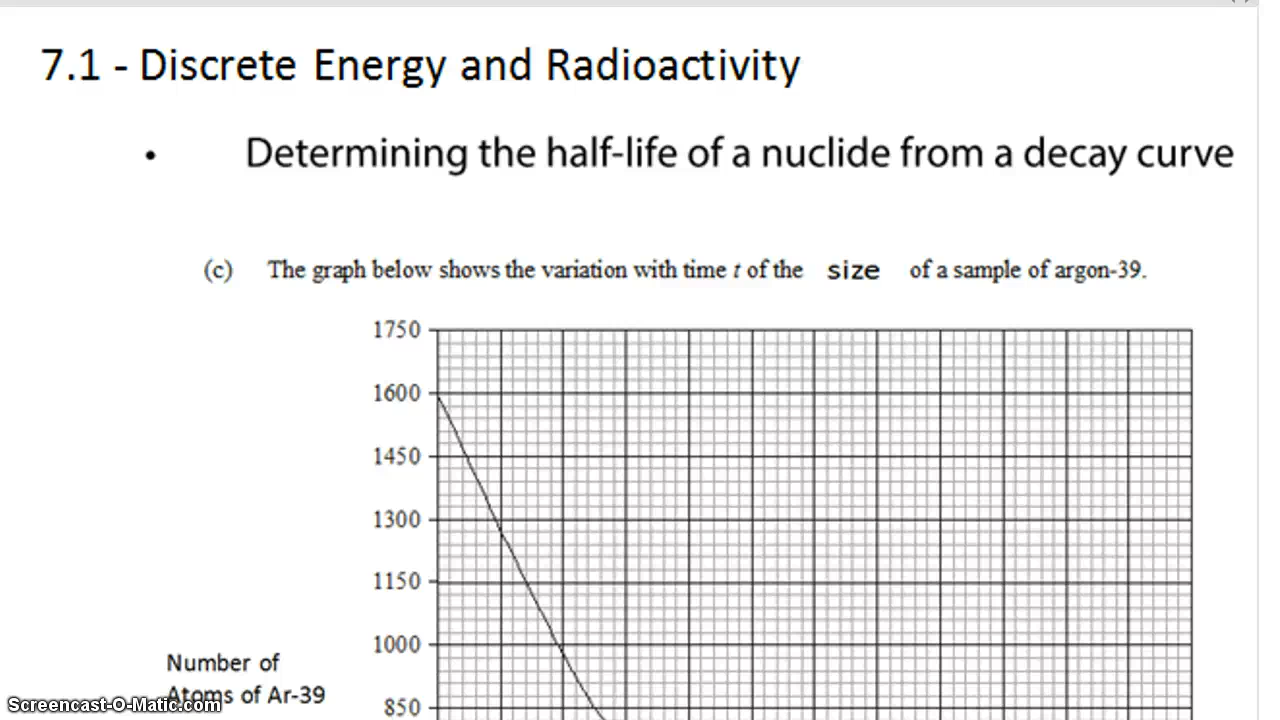 7.1 - Discrete Energy and Radioactivity
• Determining the half-life of a nuclide from a decay curve
(c) The graph below shows the variation with time t of the size of a sample of argon-39.
1750
1600
1450
1300
1150
1000
Number of
Atoms of Ar-39
Screencast-O-Matic.com
850